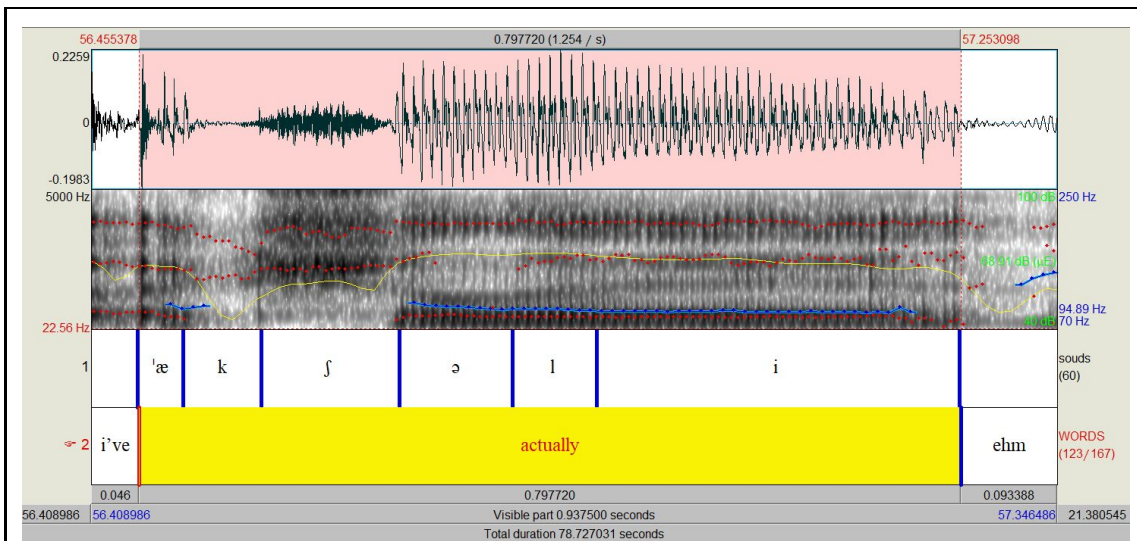 56.455378 0.797720 (1.254 / s) 57.253098
0.2259
0
-0.1983
5000 Hz 100 dB 250 Hz
68.91 dB (µE)
94.89 Hz
22.56 Hz 40 dB 70 Hz
1 ˈæ k ʃ ə l i souds
(60)
☞ 2 i’ve actually ehm WORDS
(123/167)
0.046 0.797720 0.093388
56.408986 56.408986 Visible part 0.937500 seconds 57.346486 21.380545
Total duration 78.727031 seconds